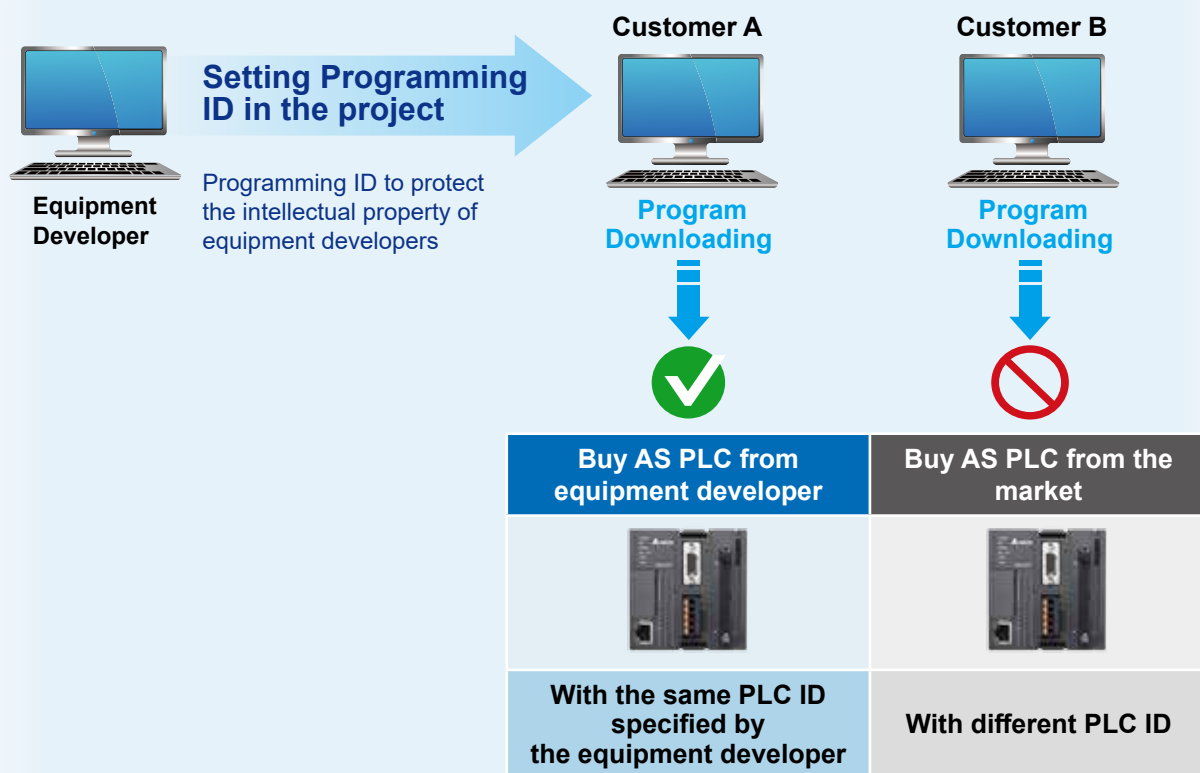 Customer A
Customer B
Setting Programming
ID in the project
Programming ID to protect
the intellectual property of
equipment developers
Equipment
Developer
Program
Downloading
Program
Downloading
Buy AS PLC from
equipment developer
Buy AS PLC from the
market
With the same PLC ID
specified by
the equipment developer
With different PLC ID